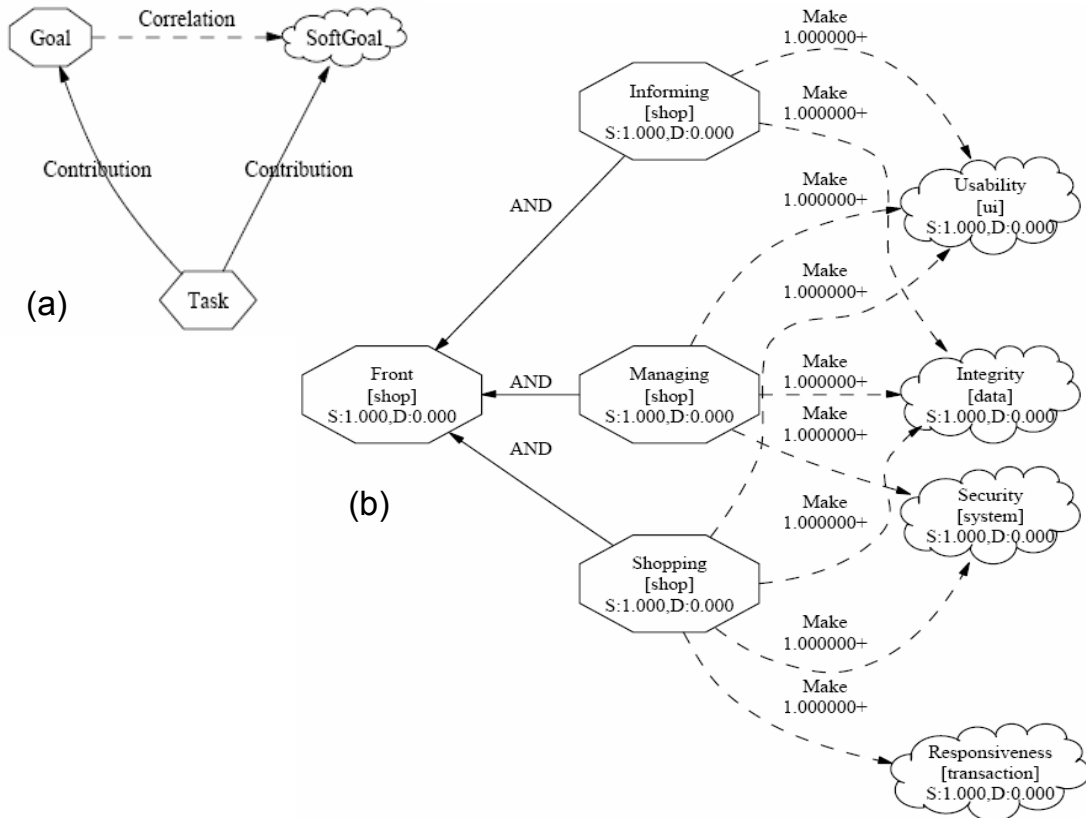 Correlation
Goal
SoftGoal
Contribution
Contribution
Task
(a)
(b)
Make
1.000000+
Informing
[shop]
S:1.000,D:0.000
Make
1.000000+
Make
1.000000+
Usability
[ui]
S:1.000,D:0.000
AND
Make
1.000000+
Front
[shop]
S:1.000,D:0.000
AND
Managing
[shop]
S:1.000,D:0.000
Make
1.000000+
Integrity
[data]
S:1.000,D:0.000
Make
1.000000+
AND
Security
[system]
S:1.000,D:0.000
Make
1.000000+
Shopping
[shop]
S:1.000,D:0.000
Make
1.000000+
Make
1.000000+
Responsiveness
[transaction]
S:1.000,D:0.000